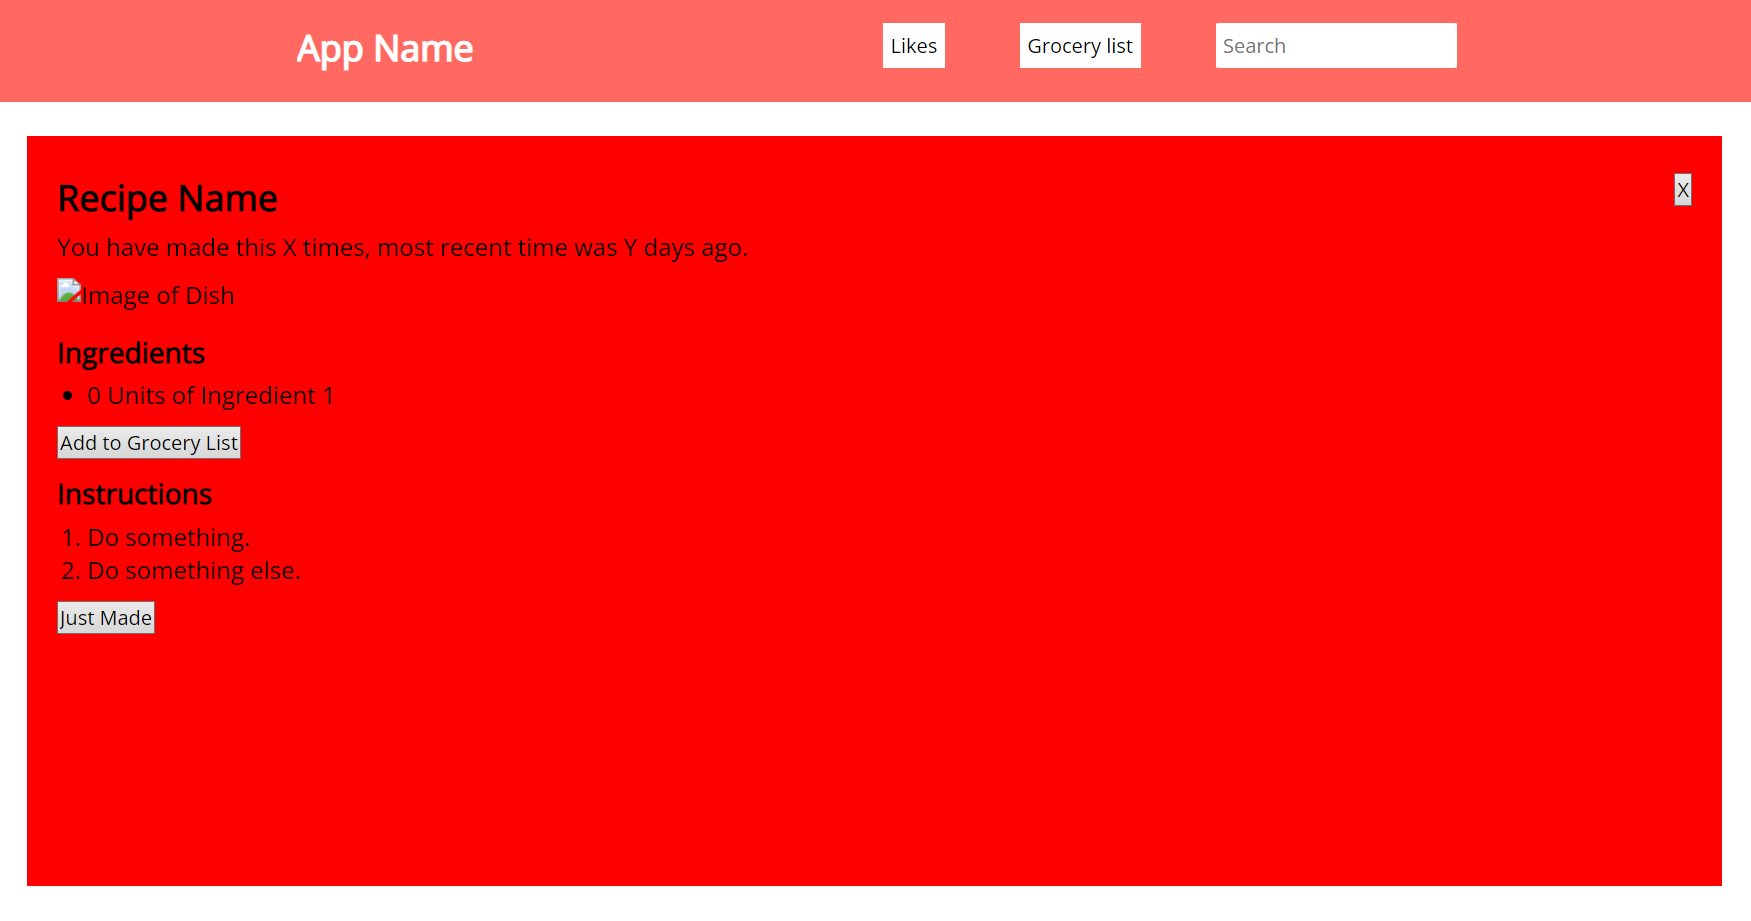 App Name
Likes
Grocery list
Search
Recipe Name
X
You have made this X times, most recent time was Y days ago.
Image of Dish
Ingredients
• 0 Units of Ingredient 1
Add to Grocery List
Instructions
1. Do something.
2. Do something else.
Just Made